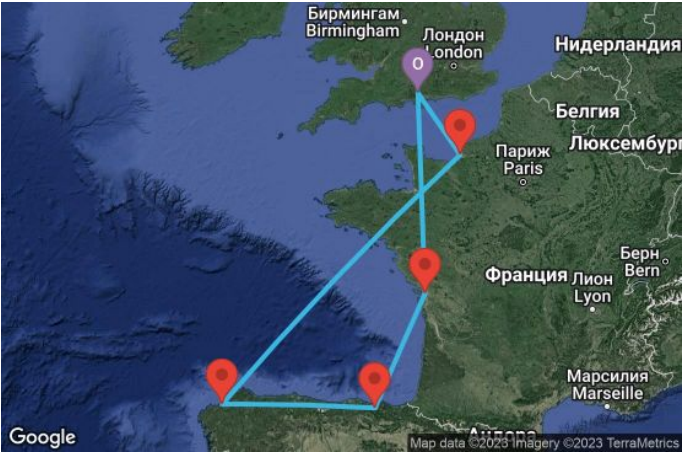 Бирмингам
Birmingham
Лондон
London
Нидерландия
O
Белгия
Люксембург
Париж
Paris
Берн
Bern
Франция
Лион
Lyon
Марсилия
Marseille
Андора
Google
Map data ©2023 Imagery ©2023 TerraMetrics